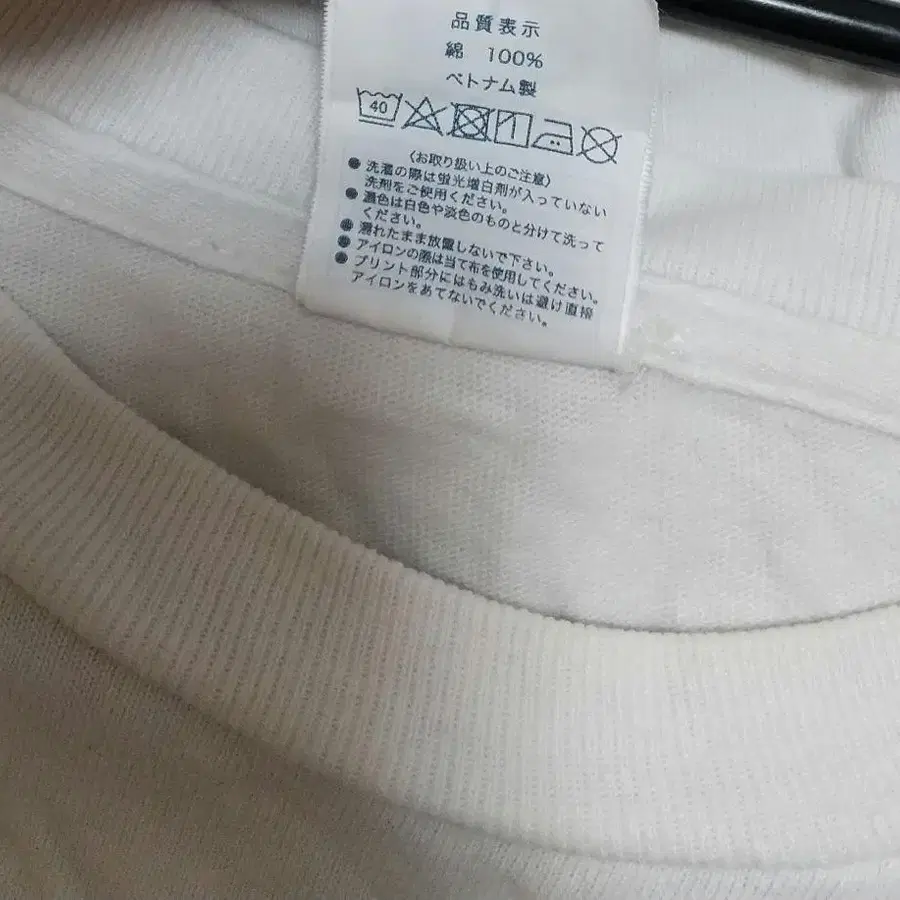 品質表示
綿 100%
ベトナム製
40
〈お取り扱い上のご注意〉
● 洗濯の際は蛍光増白剤が入っていない
洗剤をご使用ください。
● 濃色は白色や淡色のものと分けて洗って
ください。
● 濡れたまま放置しないで下さい。
● アイロンの際は当て布を使用してください。
● プリント部分にはもみ洗いは避け直接
アイロンをあてないでください。